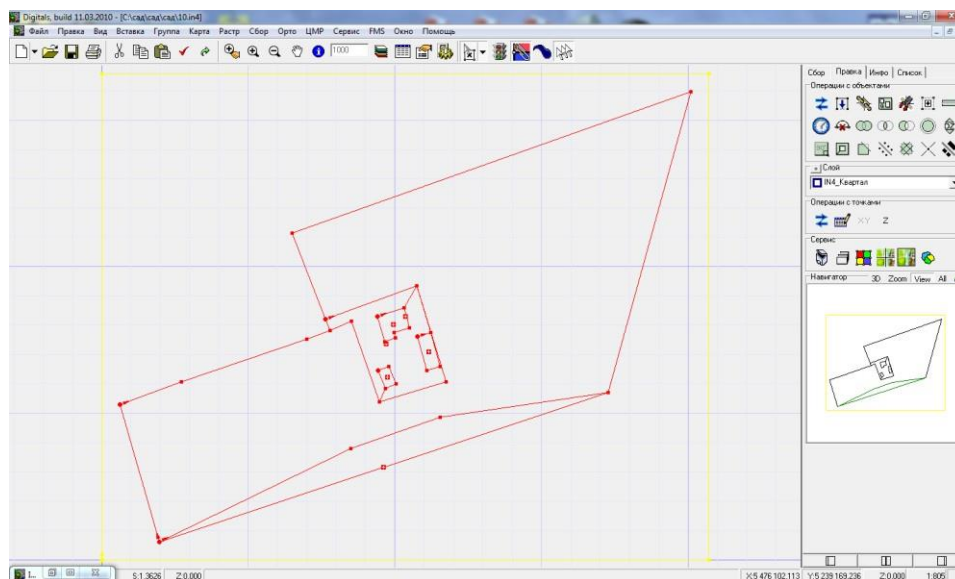 Digitals, build 11.03.2010 - [C:\сад\сад\сад\10.in4]
Файл Правка Вид Вставка Группа Карта Растр Сбор Орто ЦМР Сервис FMS Окно Помощь
1000
Сбор Правка Инфо Список
Операции с объектами
Слой
IN4_Квартал
Операции с точками
XY Z
Сервис
Навигатор 3D Zoom View All
1... S:1.3626 Z:0.000 X:5 476 102.113 Y:5 239 169.236 Z:0.000 1:805